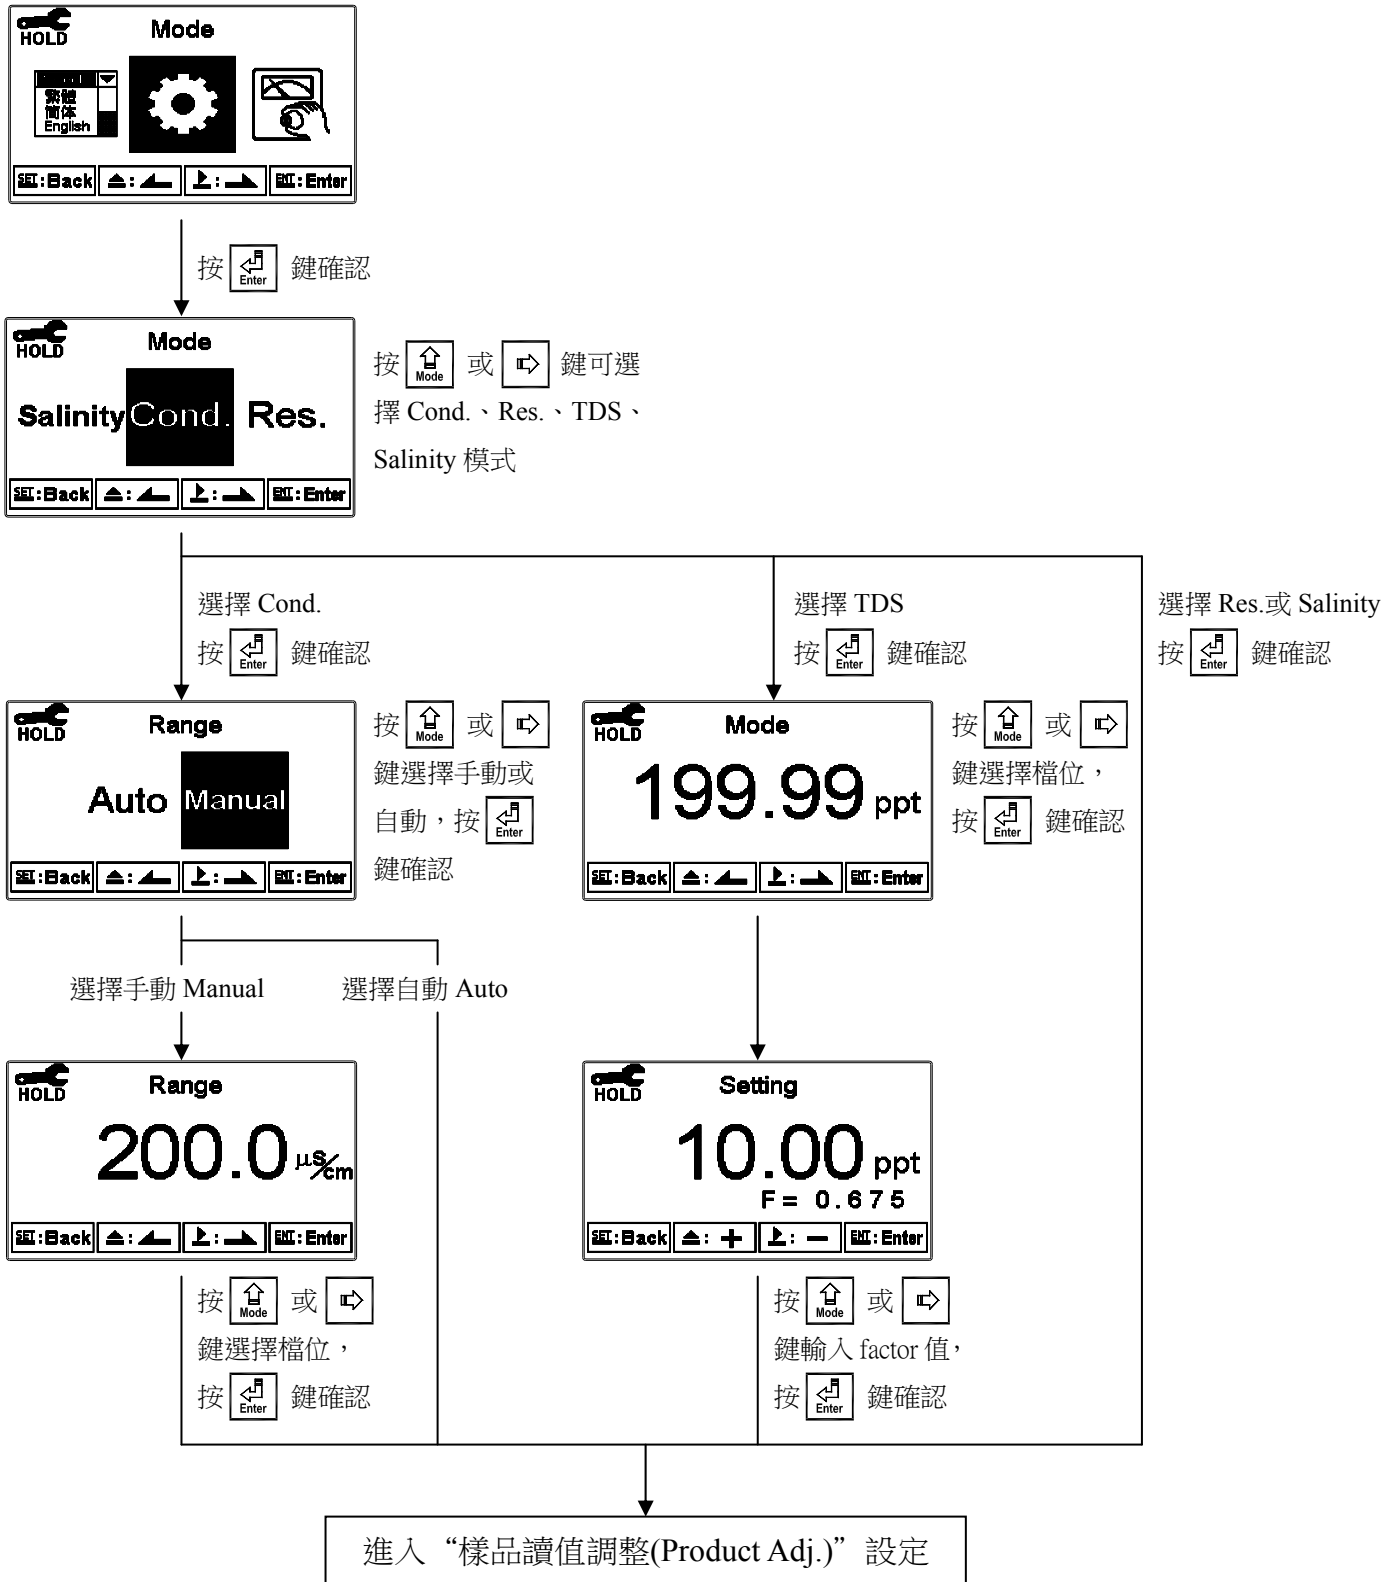 HOLD
Mode
繁體
简体
English
SET:Back
ENT:Enter
按 Enter 鍵確認
HOLD
Mode
Salinity Cond. Res.
SET:Back
ENT:Enter
按 Mode 或 鍵可選
擇 Cond.、Res.、TDS、
Salinity 模式
選擇 Cond.
按 Enter 鍵確認
選擇 TDS
按 Enter 鍵確認
選擇 Res.或 Salinity
按 Enter 鍵確認
HOLD
Range
Auto Manual
SET:Back
ENT:Enter
按 Mode 或
鍵選擇手動或
自動，按 Enter
鍵確認
HOLD
Mode
199.99 ppt
SET:Back
ENT:Enter
按 Mode 或
鍵選擇檔位，
按 Enter 鍵確認
選擇手動 Manual
選擇自動 Auto
HOLD
Range
200.0 µS/cm
SET:Back
ENT:Enter
按 Mode 或
鍵選擇檔位，
按 Enter 鍵確認
HOLD
Setting
10.00 ppt
F= 0.675
SET:Back
: +
: −
ENT:Enter
按 Mode 或
鍵輸入 factor 值，
按 Enter 鍵確認
進入“樣品讀值調整(Product Adj.)”設定